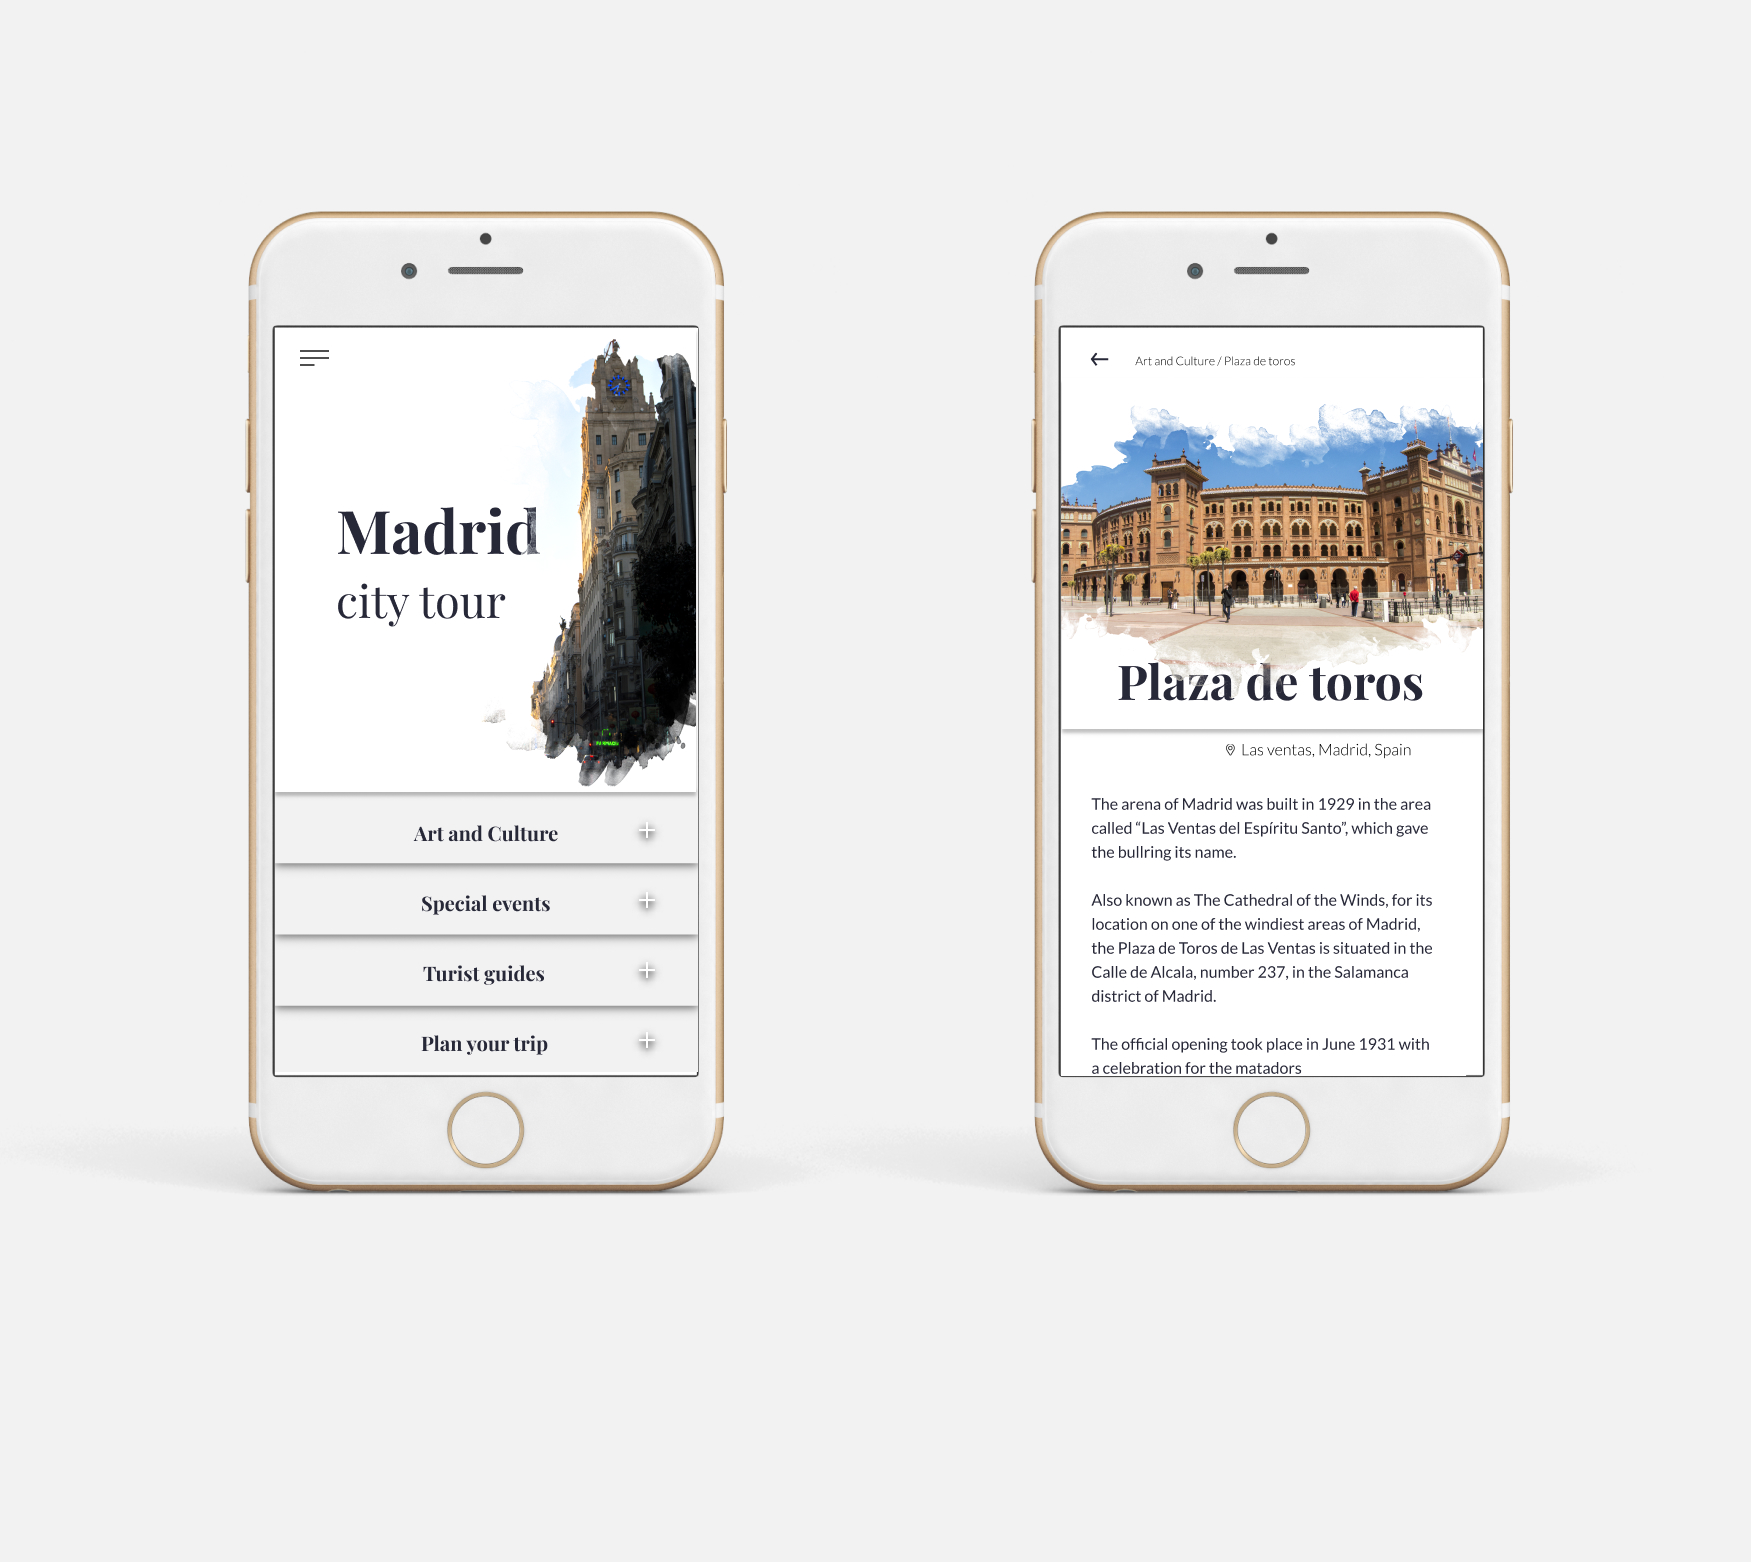 Madrid
city tour
Art and Culture
Special events
Turist guides
Plan your trip
Art and Culture / Plaza de toros
Plaza de toros
Las ventas, Madrid, Spain
The arena of Madrid was built in 1929 in the area
called “Las Ventas del Espíritu Santo”, which gave
the bullring its name.
Also known as The Cathedral of the Winds, for its
location on one of the windiest areas of Madrid,
the Plaza de Toros de Las Ventas is situated in the
Calle de Alcala, number 237, in the Salamanca
district of Madrid.
The official opening took place in June 1931 with
a celebration for the matadors